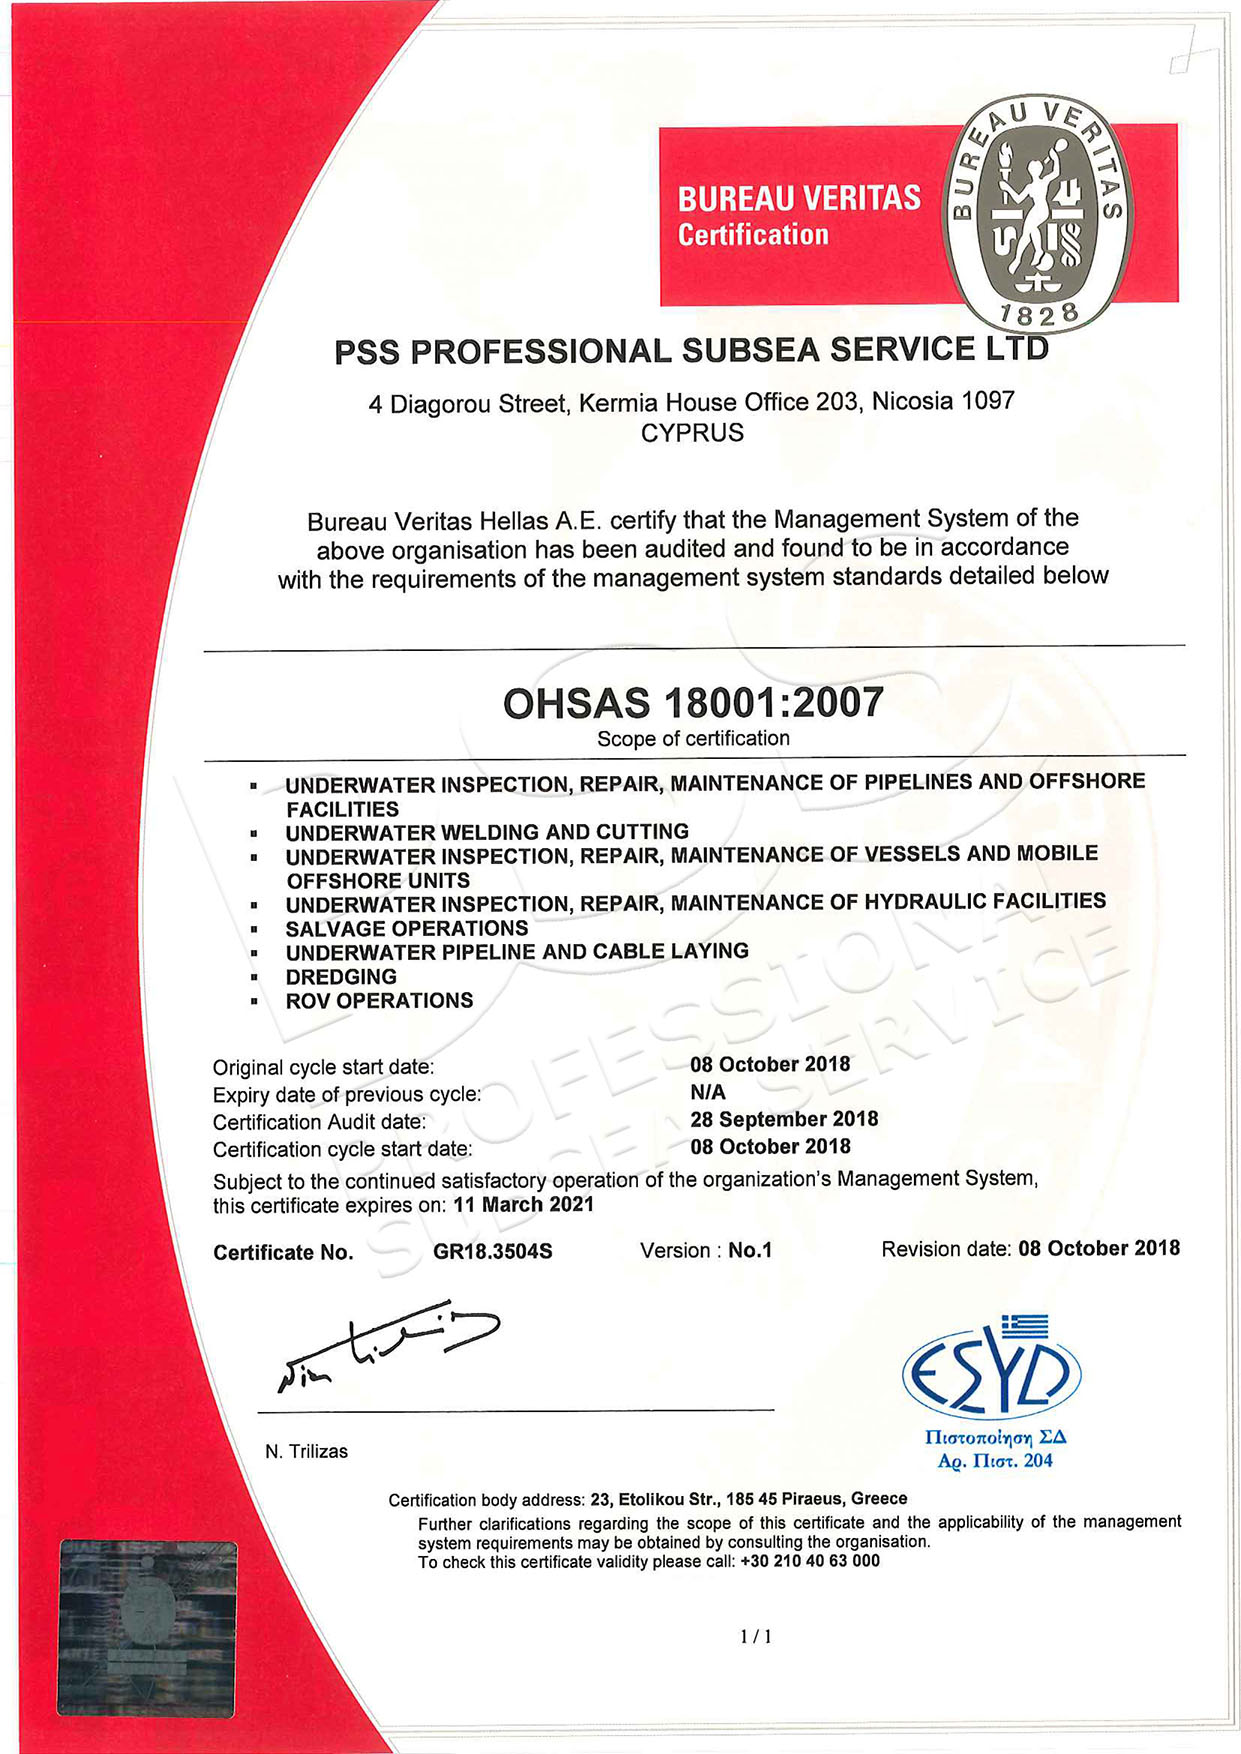 BUREAU VERITAS
Certification
BUREAU VERITAS
1828
PSS PROFESSIONAL SUBSEA SERVICE LTD
4 Diagorou Street, Kermia House Office 203, Nicosia 1097
CYPRUS
Bureau Veritas Hellas A.E. certify that the Management System of the
above organisation has been audited and found to be in accordance
with the requirements of the management system standards detailed below
OHSAS 18001:2007
Scope of certification
▪ UNDERWATER INSPECTION, REPAIR, MAINTENANCE OF PIPELINES AND OFFSHORE
FACILITIES
▪ UNDERWATER WELDING AND CUTTING
▪ UNDERWATER INSPECTION, REPAIR, MAINTENANCE OF VESSELS AND MOBILE
OFFSHORE UNITS
▪ UNDERWATER INSPECTION, REPAIR, MAINTENANCE OF HYDRAULIC FACILITIES
▪ SALVAGE OPERATIONS
▪ UNDERWATER PIPELINE AND CABLE LAYING
▪ DREDGING
▪ ROV OPERATIONS
PSS
PROFESSIONAL
SUBSEA SERVICE
Original cycle start date: 08 October 2018
Expiry date of previous cycle: N/A
Certification Audit date: 28 September 2018
Certification cycle start date: 08 October 2018
Subject to the continued satisfactory operation of the organization's Management System,
this certificate expires on: 11 March 2021
Certificate No. GR18.3504S Version : No.1 Revision date: 08 October 2018
N. Trilizas
ESYD
Πιστοποίηση ΣΔ
Αρ. Πιστ. 204
Certification body address: 23, Etolikou Str., 185 45 Piraeus, Greece
Further clarifications regarding the scope of this certificate and the applicability of the management
system requirements may be obtained by consulting the organisation.
To check this certificate validity please call: +30 210 40 63 000
1 / 1